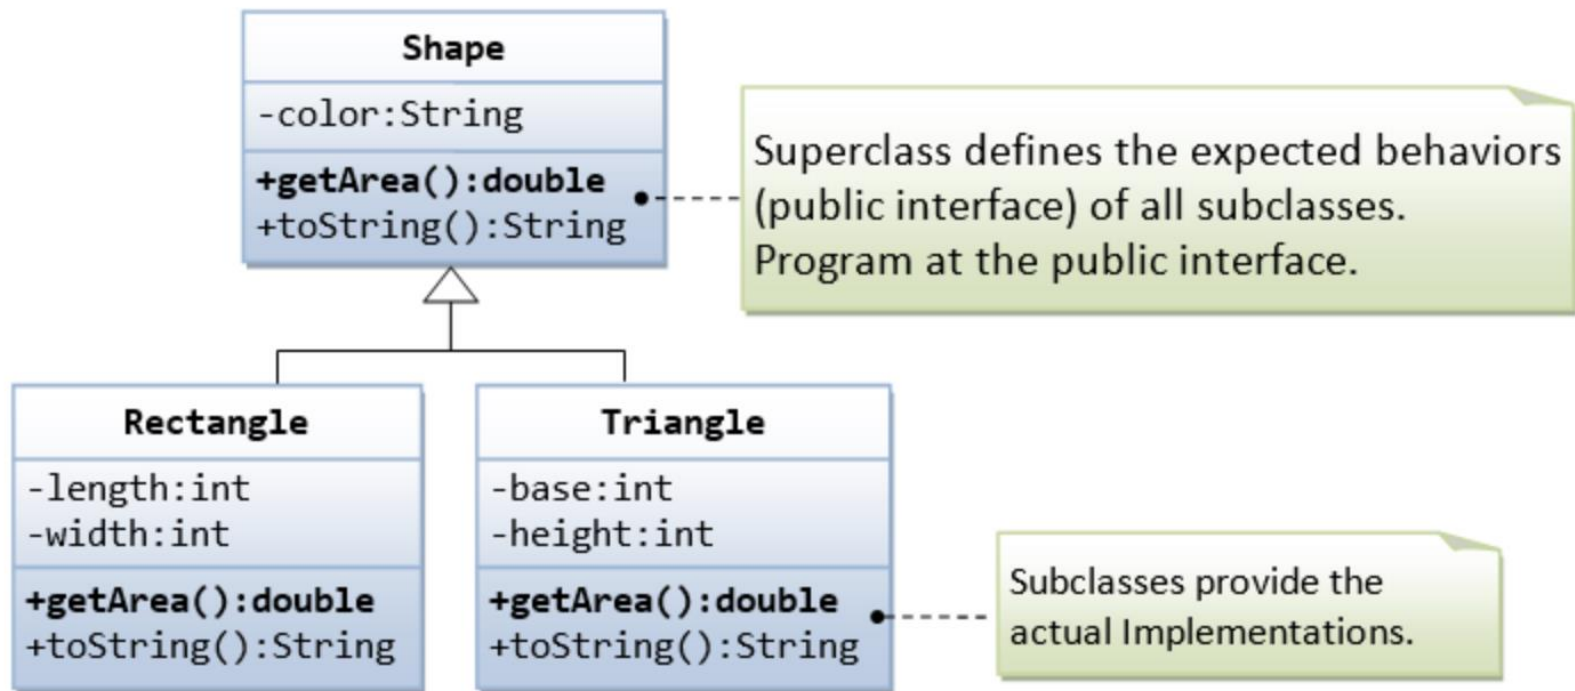 Shape
-color:String
+getArea():double
+toString():String
Superclass defines the expected behaviors
(public interface) of all subclasses.
Program at the public interface.
Rectangle
-length:int
-width:int
+getArea():double
+toString():String
Triangle
-base:int
-height:int
+getArea():double
+toString():String
Subclasses provide the
actual Implementations.